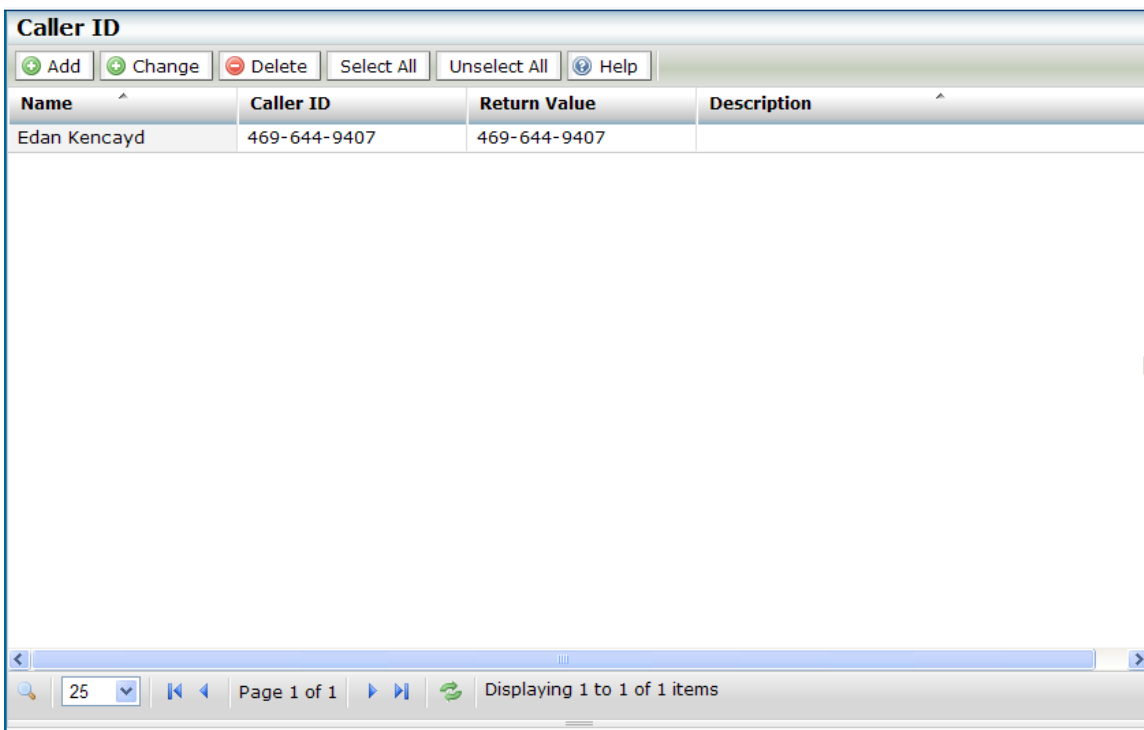 Caller ID
Add Change Delete Select All Unselect All Help
Name Caller ID Return Value Description
Edan Kencayd 469-644-9407 469-644-9407
25 Page 1 of 1 Displaying 1 to 1 of 1 items